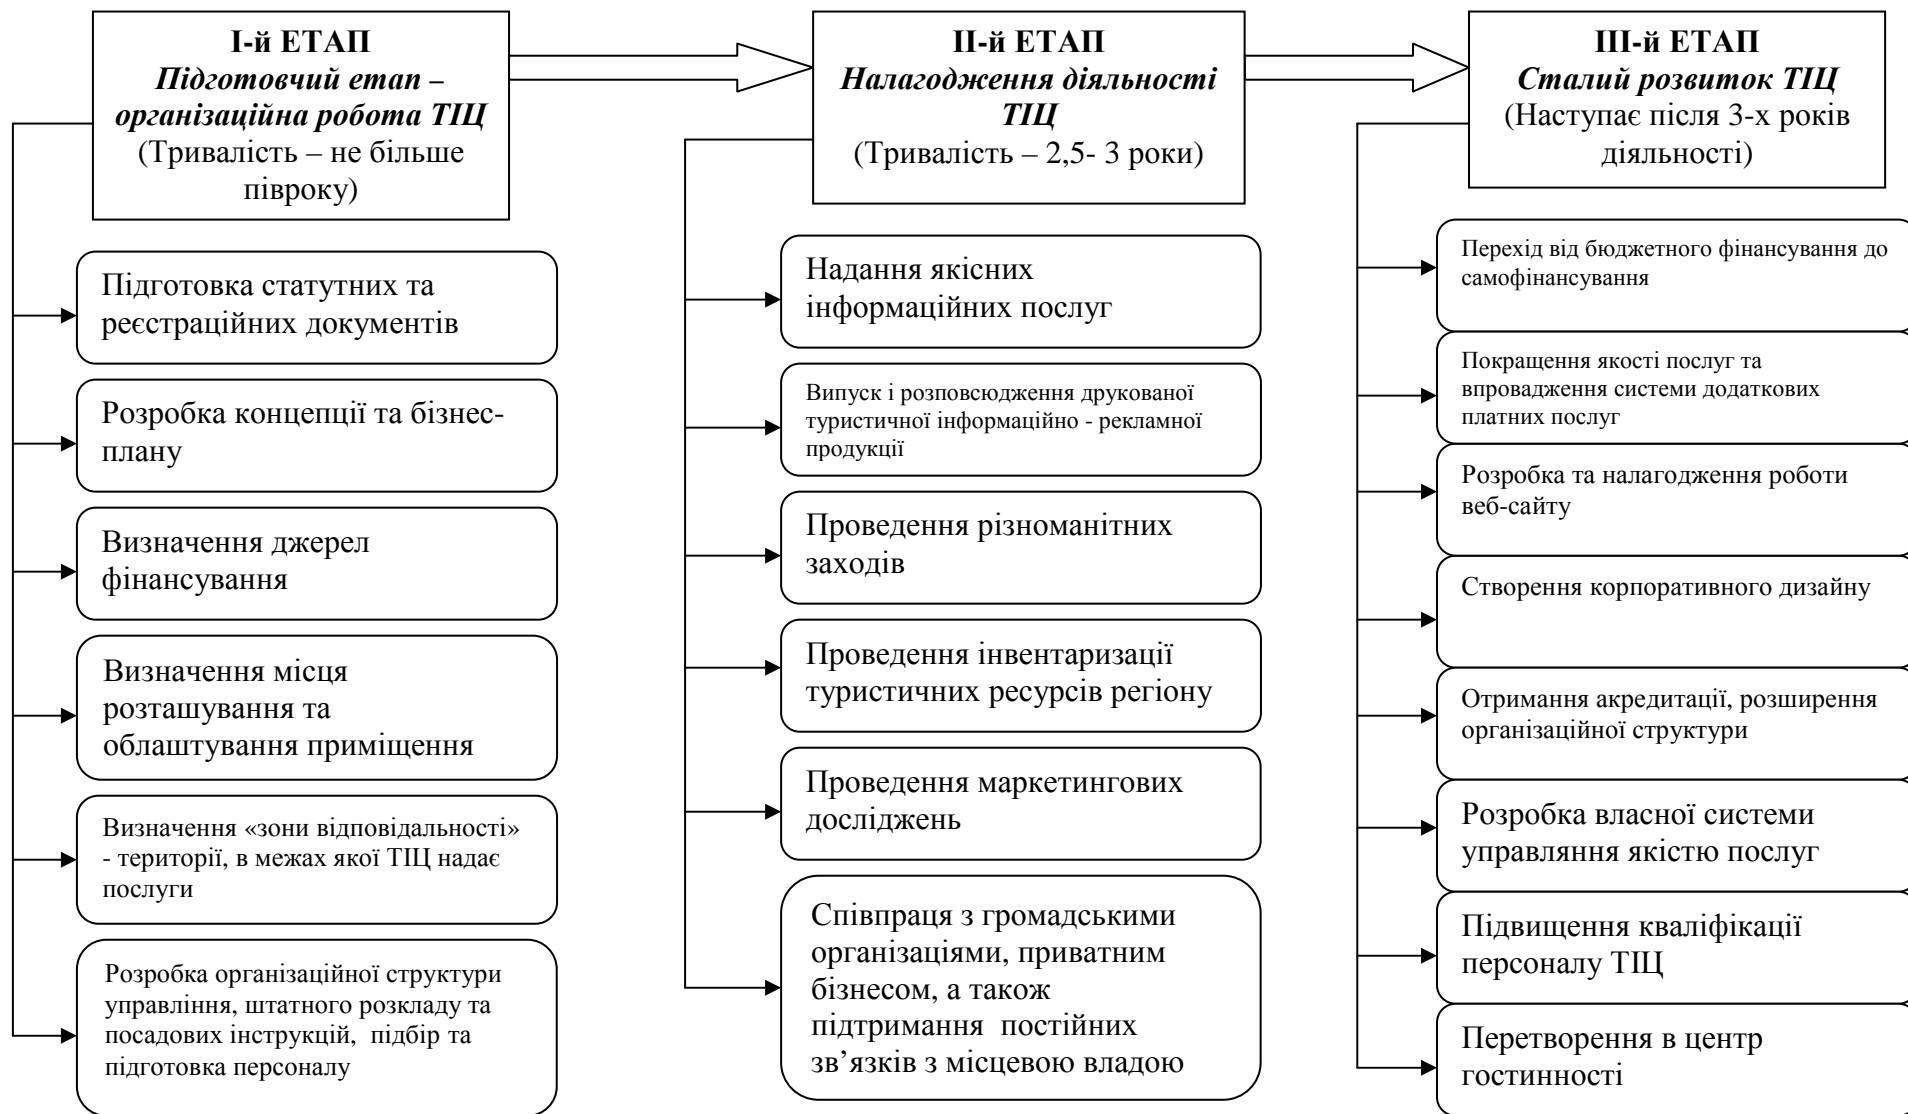 І-й ЕТАП
Підготовчий етап –
організаційна робота ТІЦ
(Тривалість – не більше
півроку)
Підготовка статутних та
реєстраційних документів
Розробка концепції та бізнес-
плану
Визначення джерел
фінансування
Визначення місця
розташування та
облаштування приміщення
Визначення «зони відповідальності»
- території, в межах якої ТІЦ надає
послуги
Розробка організаційної структури
управління, штатного розкладу та
посадових інструкцій, підбір та
підготовка персоналу
ІІ-й ЕТАП
Налагодження діяльності
ТІЦ
(Тривалість – 2,5- 3 роки)
Надання якісних
інформаційних послуг
Випуск і розповсюдження друкованої
туристичної інформаційно - рекламної
продукції
Проведення різноманітних
заходів
Проведення інвентаризації
туристичних ресурсів регіону
Проведення маркетингових
досліджень
Співпраця з громадськими
організаціями, приватним
бізнесом, а також
підтримання постійних
зв’язків з місцевою владою
ІІІ-й ЕТАП
Сталий розвиток ТІЦ
(Наступає після 3-х років
діяльності)
Перехід від бюджетного фінансування до
самофінансування
Покращення якості послуг та
впровадження системи додаткових
платних послуг
Розробка та налагодження роботи
веб-сайту
Створення корпоративного дизайну
Отримання акредитації, розширення
організаційної структури
Розробка власної системи
управляння якістю послуг
Підвищення кваліфікації
персоналу ТІЦ
Перетворення в центр
гостинності